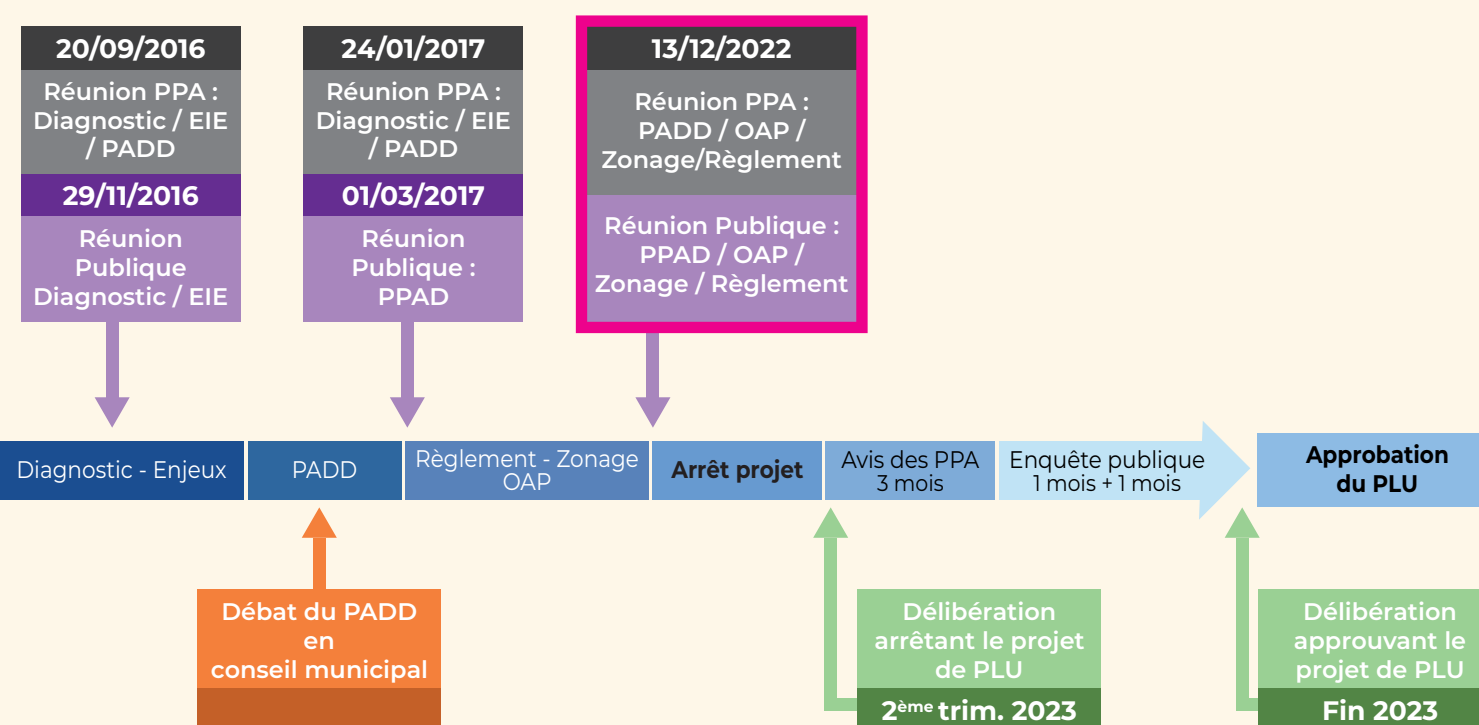 20/09/2016
Réunion PPA :
Diagnostic / EIE
/ PADD
29/11/2016
Réunion
Publique
Diagnostic / EIE
24/01/2017
Réunion PPA :
Diagnostic / EIE
/ PADD
01/03/2017
Réunion
Publique :
PPAD
13/12/2022
Réunion PPA :
PADD / OAP /
Zonage/Règlement
Réunion Publique :
PPAD / OAP /
Zonage / Règlement
Diagnostic - Enjeux
PADD
Règlement - Zonage
OAP
Arrêt projet
Avis des PPA
3 mois
Enquête publique
1 mois + 1 mois
Approbation
du PLU
Débat du PADD
en
conseil municipal
Délibération
arrêtant le projet
de PLU
2ème trim. 2023
Délibération
approuvant le
projet de PLU
Fin 2023